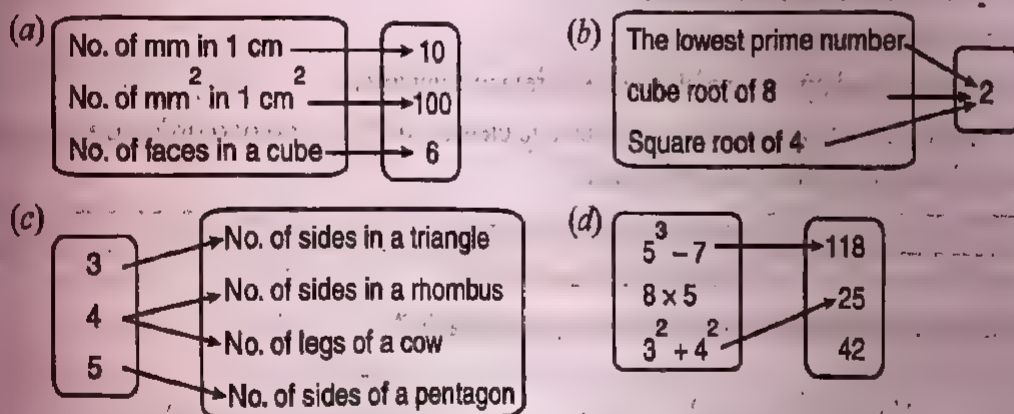 (a)
No. of mm in 1 cm
10
No. of mm² in 1 cm²
100
No. of faces in a cube
6
(b)
The lowest prime number
cube root of 8
Square root of 4
2
(c)
3
4
5
No. of sides in a triangle
No. of sides in a rhombus
No. of legs of a cow
No. of sides of a pentagon
(d)
5³ – 7
8 × 5
3² + 4²
118
25
42